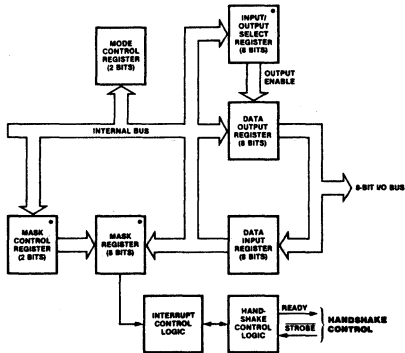 INPUT/
OUTPUT
SELECT
REGISTER
(8 BITS)
MODE
CONTROL
REGISTER
(2 BITS)
OUTPUT
ENABLE
INTERNAL BUS
DATA
OUTPUT
REGISTER
(8 BITS)
8-BIT I/O BUS
MASK
CONTROL
REGISTER
(2 BITS)
MASK
REGISTER
(8 BITS)
DATA
INPUT
REGISTER
(8 BITS)
INTERRUPT
CONTROL
LOGIC
HAND-
SHAKE
CONTROL
LOGIC
READY
STROBE
HANDSHAKE
CONTROL